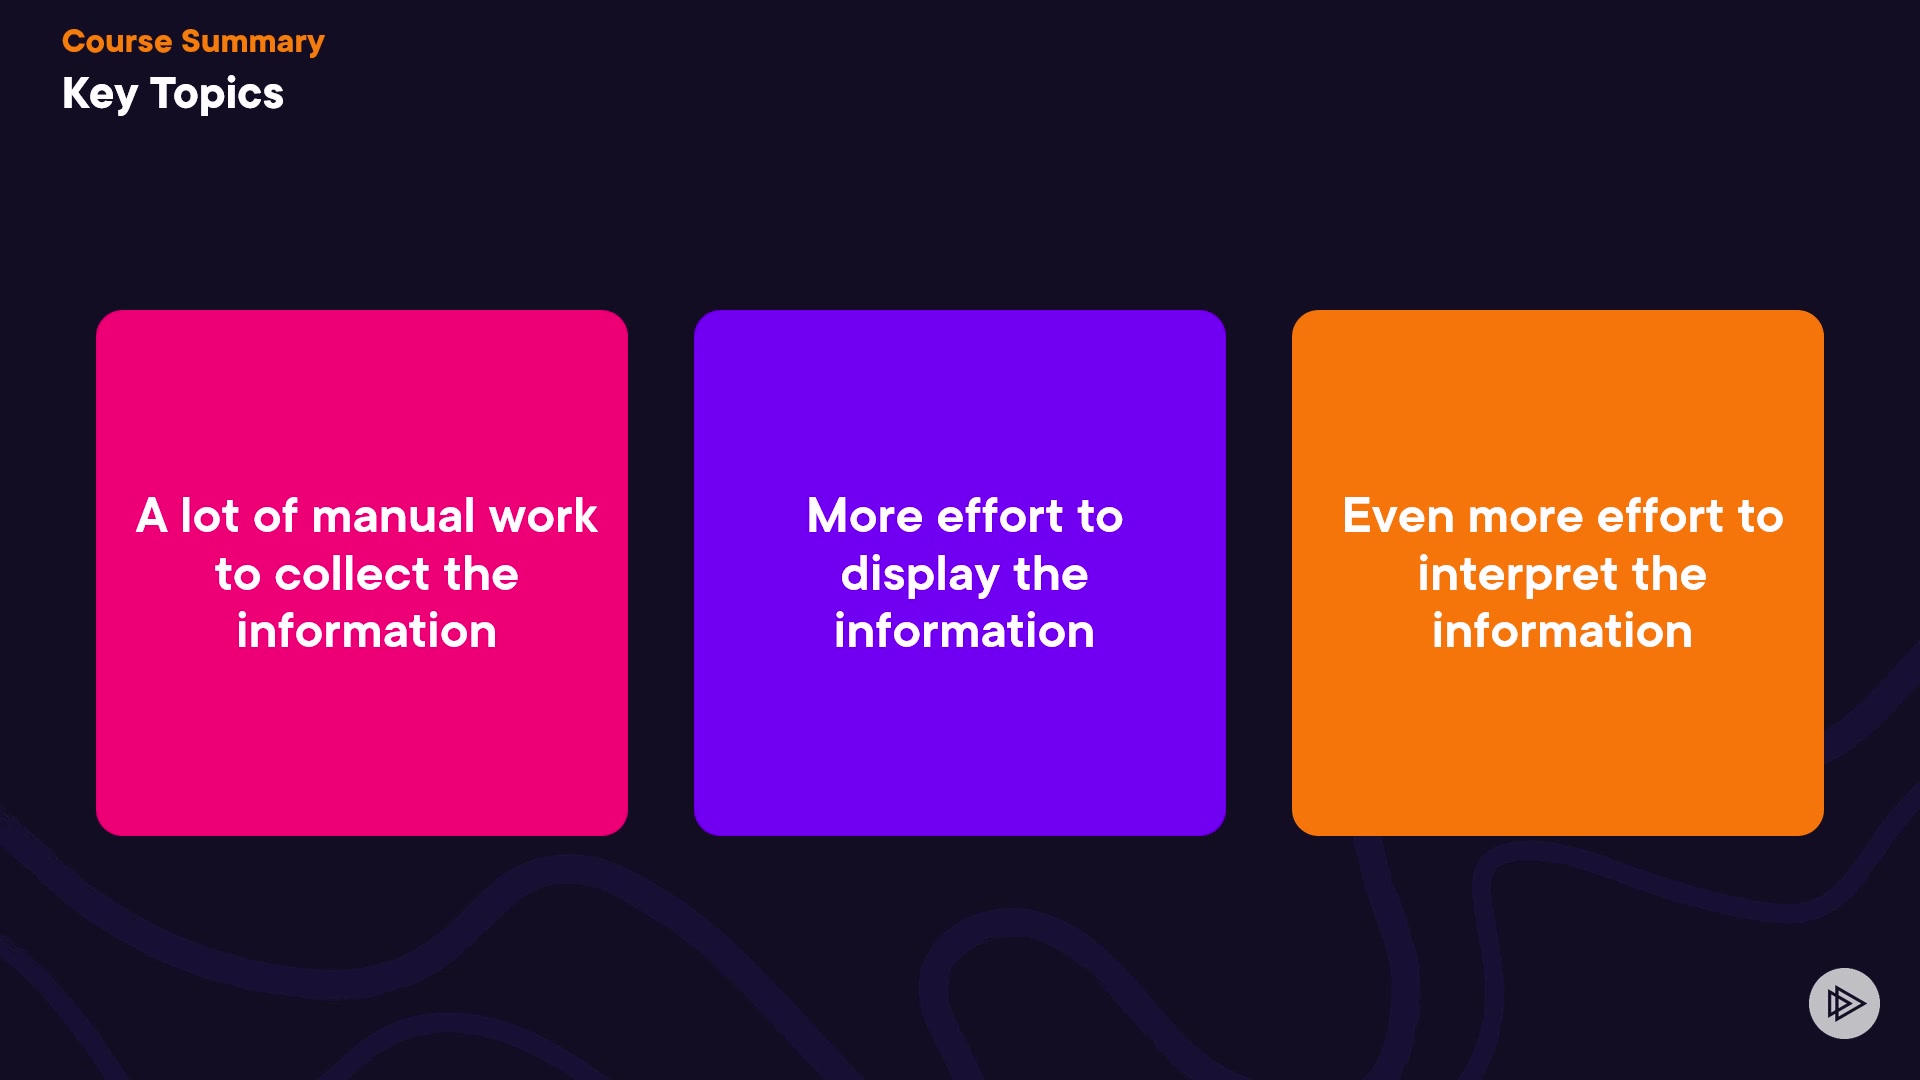 Course Summary
Key Topics
A lot of manual work
to collect the
information
More effort to
display the
information
Even more effort to
interpret the
information